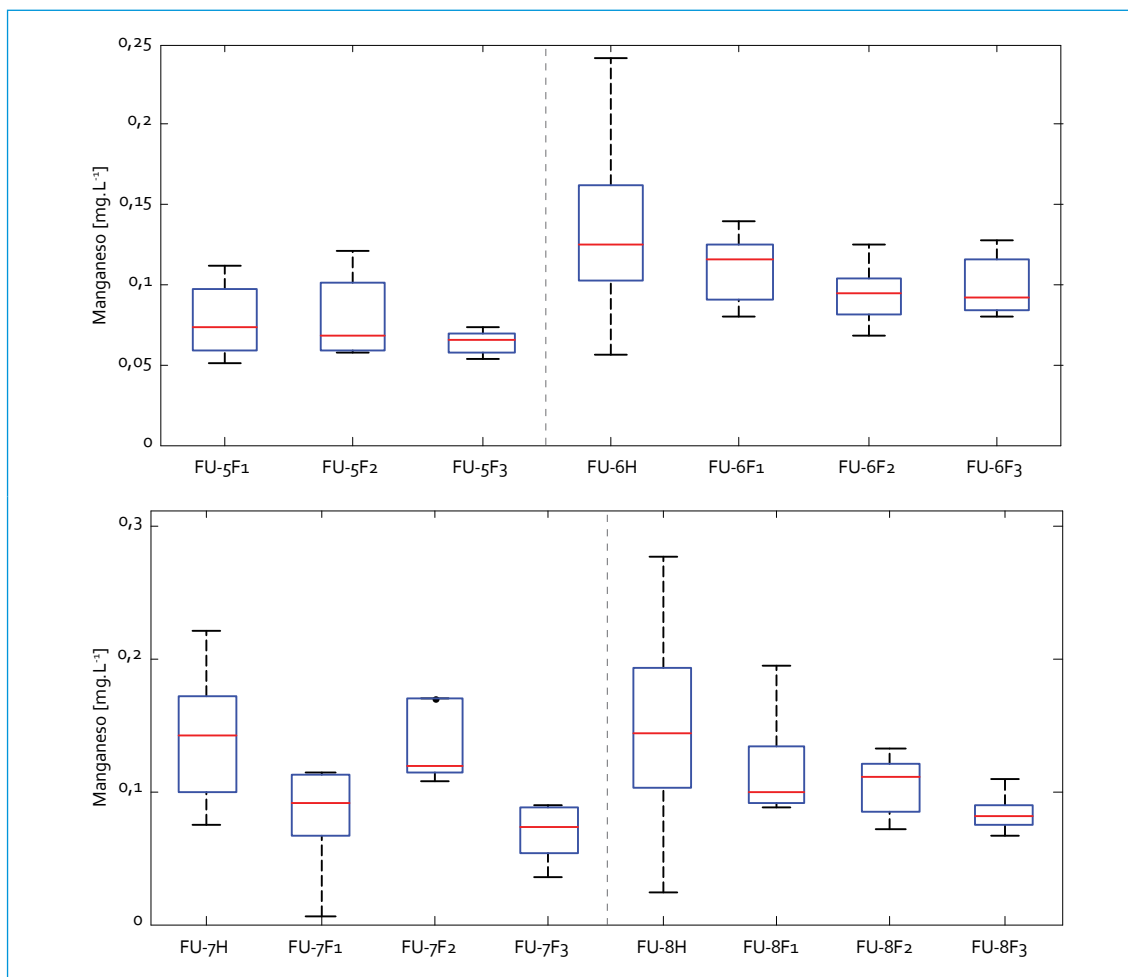 0,25
0,2
0,15
0,1
0,05
0
Manganeso [mg.L⁻¹]
FU-5F1 FU-5F2 FU-5F3 FU-6H FU-6F1 FU-6F2 FU-6F3
0,3
0,2
0,1
0
Manganeso [mg.L⁻¹]
FU-7H FU-7F1 FU-7F2 FU-7F3 FU-8H FU-8F1 FU-8F2 FU-8F3